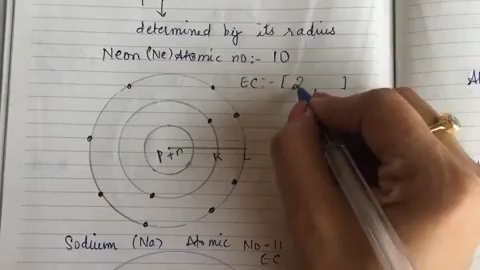 determined by its radius
Neon (Ne) Atomic no:- 10
EC:- [ 2, ]
P+n K L
Sodium (Na) Atomic No-11
EC